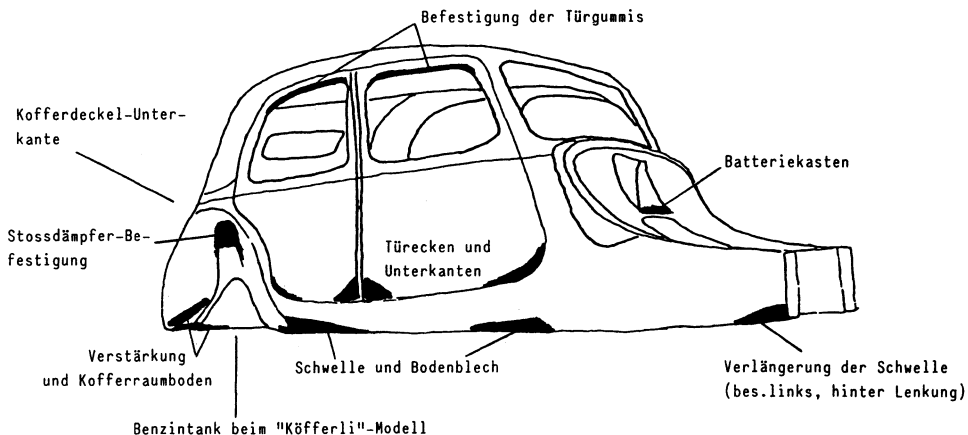 Befestigung der Türgummis
Kofferdeckel-Unter-
kante
Batteriekasten
Stossdämpfer-Be-
festigung
Türecken und
Unterkanten
Verstärkung
und Kofferraumboden
Schwelle und Bodenblech
Verlängerung der Schwelle
(bes.links, hinter Lenkung)
Benzintank beim "Köfferli"-Modell